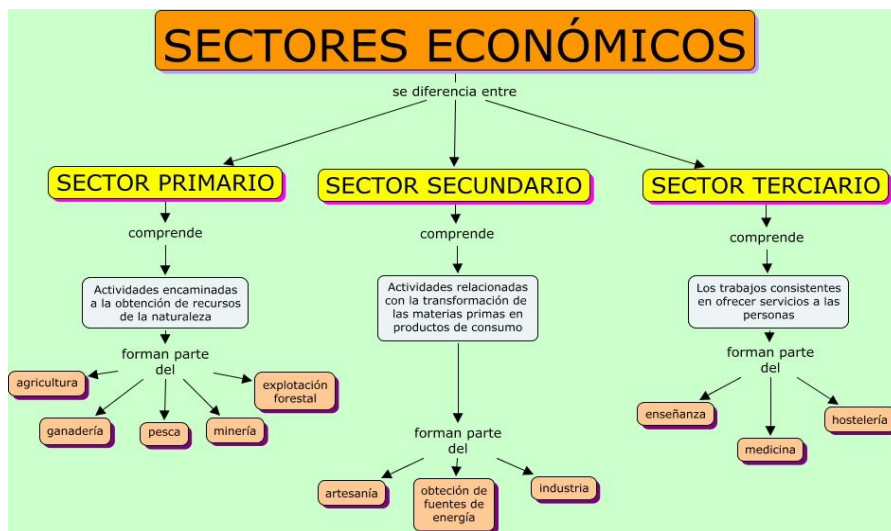 SECTORES ECONÓMICOS
se diferencia entre
SECTOR PRIMARIO
SECTOR SECUNDARIO
SECTOR TERCIARIO
comprende
comprende
comprende
Actividades encaminadas
a la obtención de recursos
de la naturaleza
Actividades relacionadas
con la transformación de
las materias primas en
productos de consumo
Los trabajos consistentes
en ofrecer servicios a las
personas
forman parte
del
agricultura
ganadería
pesca
minería
explotación
forestal
forman parte
del
artesanía
obteción de
fuentes de
energía
industria
forman parte
del
enseñanza
medicina
hostelería